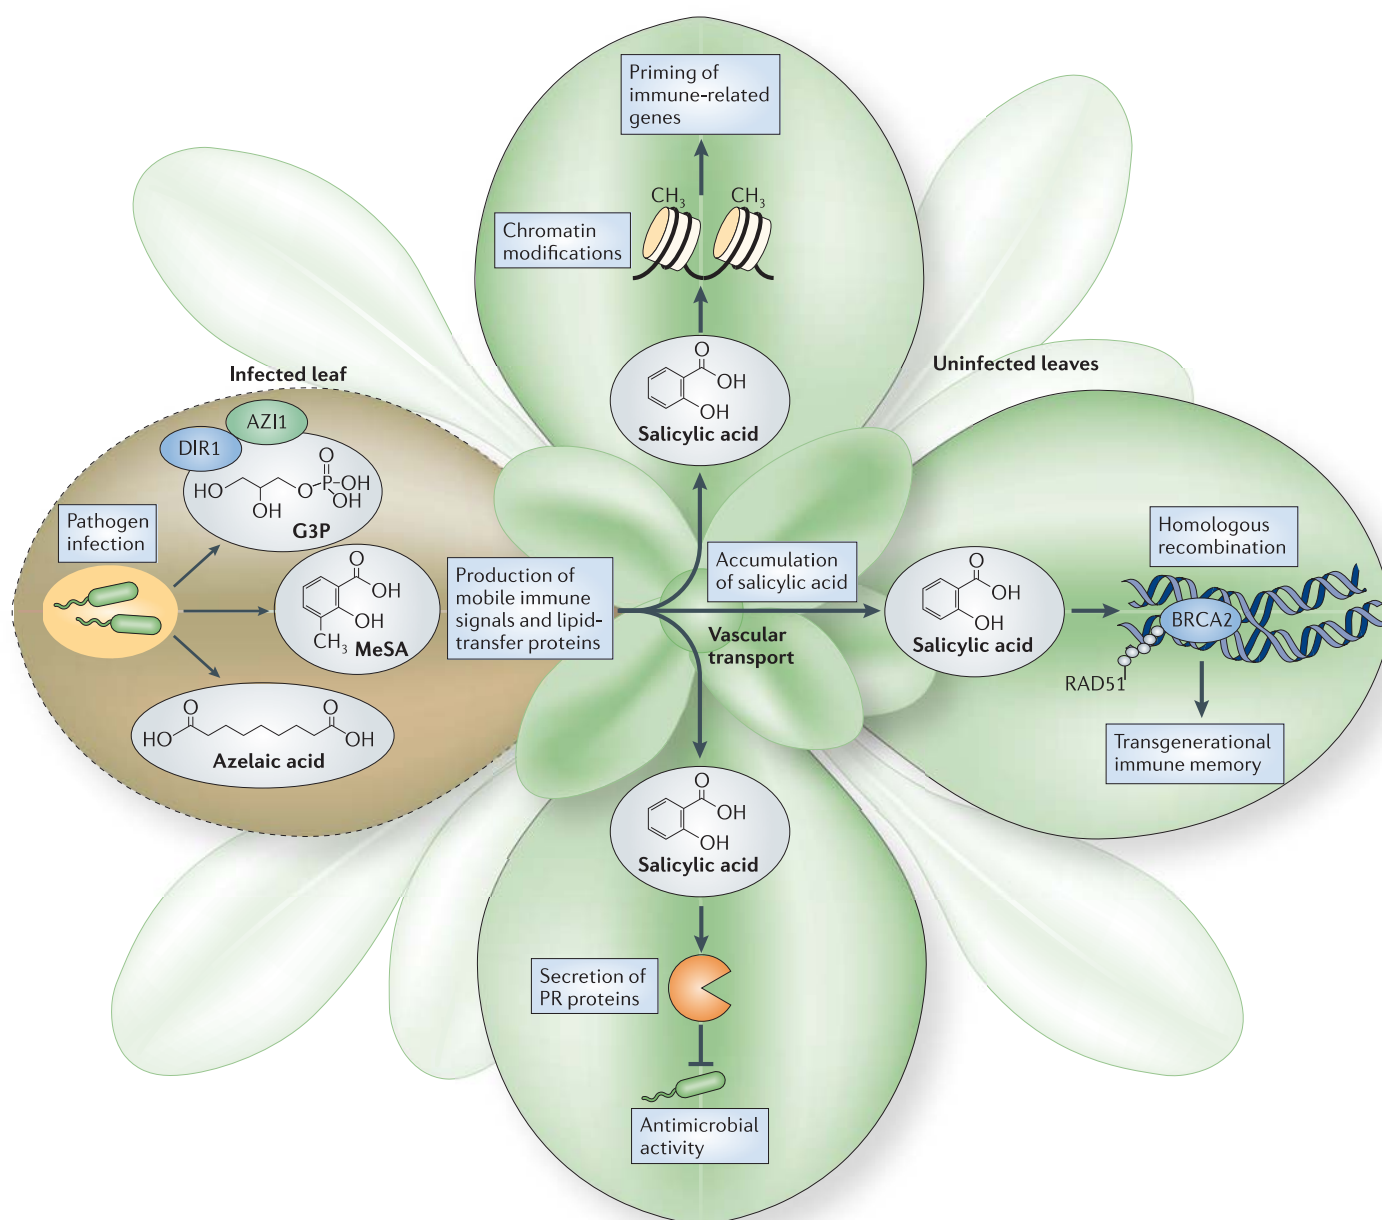 Priming of
immune-related
genes
CH3
CH3
Chromatin
modifications
O
OH
OH
Salicylic acid
Infected leaf
Uninfected leaves
AZI1
DIR1
O
HO
O
P
OH
OH
OH
G3P
Pathogen
infection
O
OH
OH
CH3
MeSA
Production of
mobile immune
signals and lipid-
transfer proteins
O
O
HO
OH
Azelaic acid
Accumulation
of salicylic acid
Vascular
transport
O
OH
OH
Salicylic acid
Homologous
recombination
BRCA2
RAD51
Transgenerational
immune memory
O
OH
OH
Salicylic acid
Secretion of
PR proteins
Antimicrobial
activity